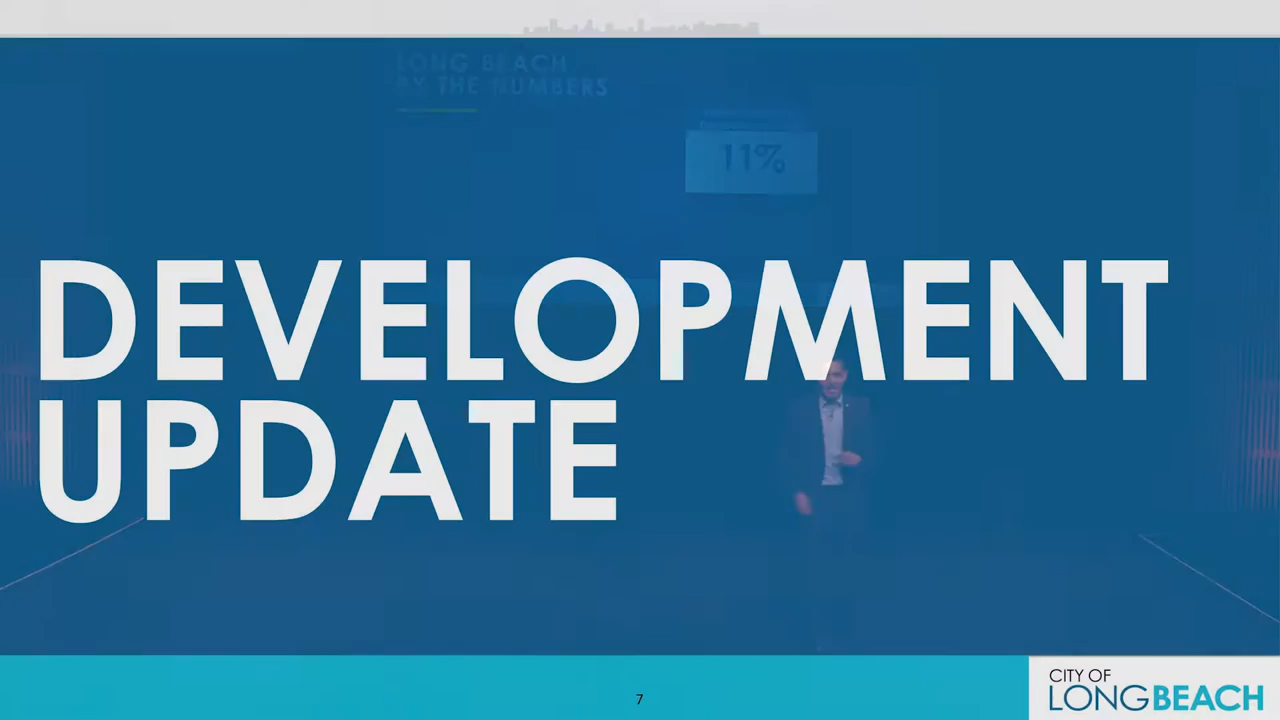 LONG BEACH
BY THE NUMBERS
11%
DEVELOPMENT
UPDATE
7
CITY OF
LONGBEACH